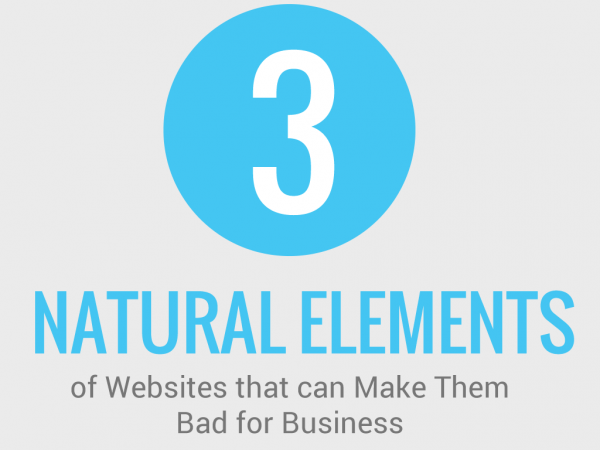 3
NATURAL ELEMENTS
of Websites that can Make Them
Bad for Business